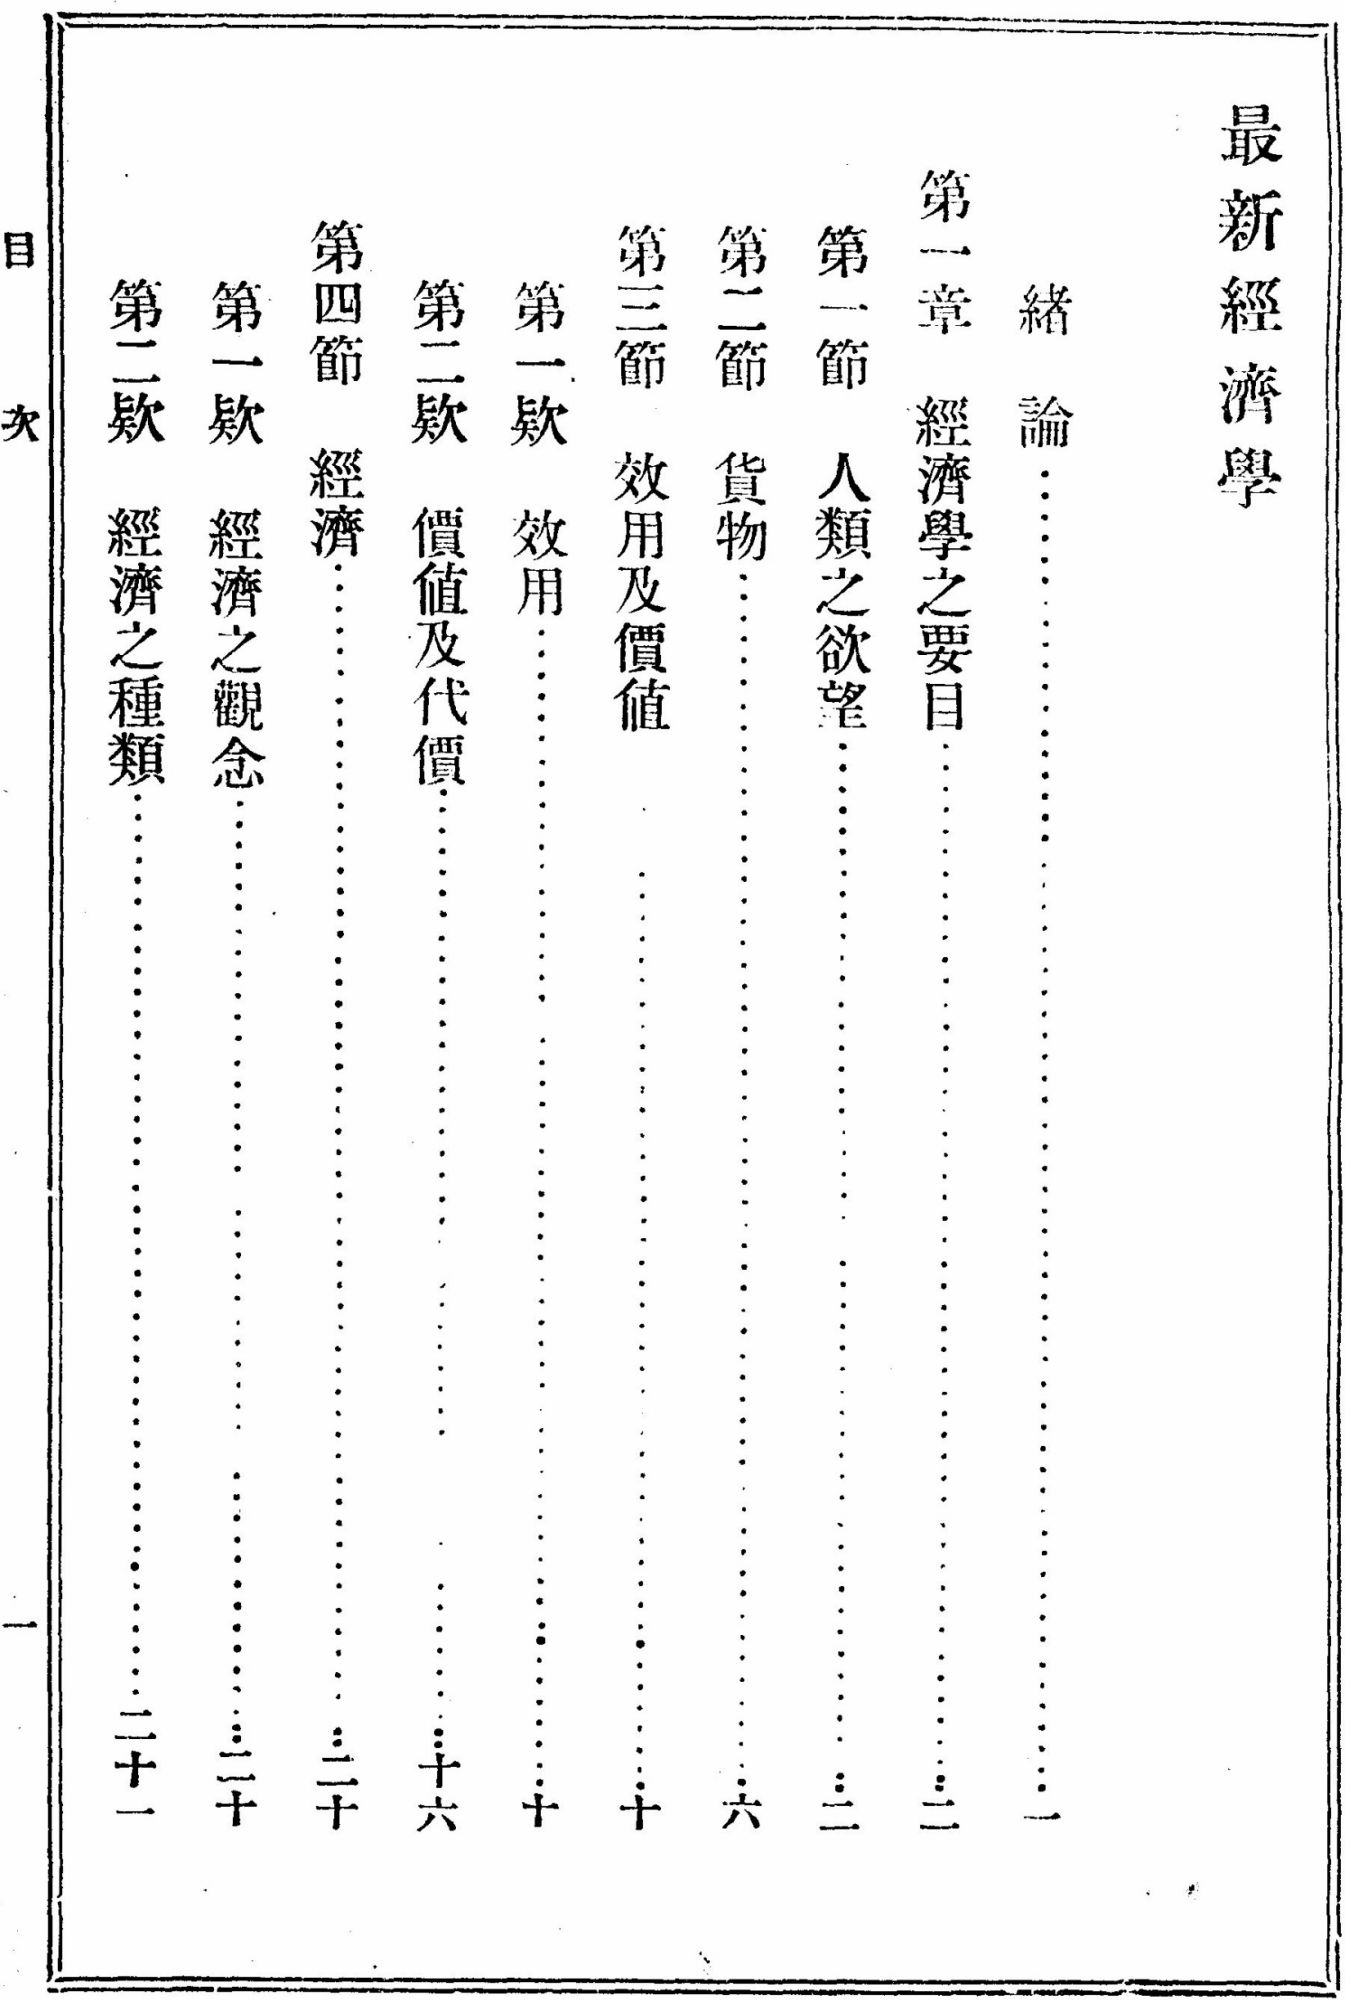 最新經濟學
緒 論……一
第一章 經濟學之要目……二
第一節 人類之欲望……二
第二節 貨物……六
第三節 效用及價値……十
第一欵 效用……十
第二欵 價値及代價……十六
第四節 經濟……二十
第一欵 經濟之觀念……二十
第二欵 經濟之種類……二十一
目 次 一